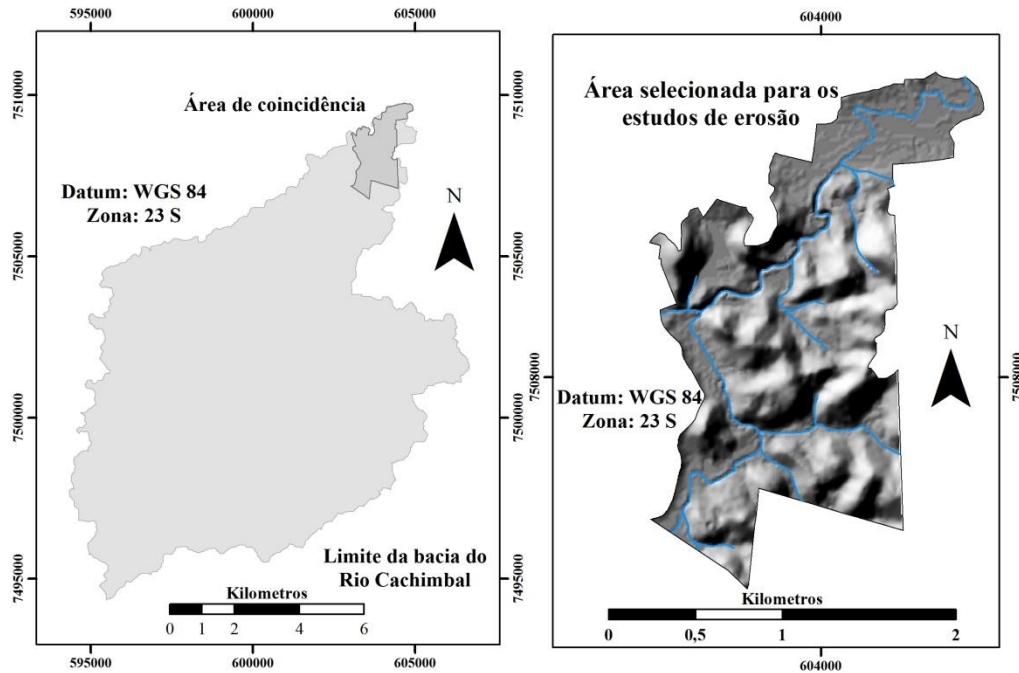 595000
600000
605000
7510000
7505000
7500000
7495000
Área de coincidência
Datum: WGS 84
Zona: 23 S
N
Limite da bacia do
Rio Cachimbal
Kilometros
0 1 2 4 6
7510000
7505000
7500000
7495000
595000
600000
605000
604000
Área selecionada para os
estudos de erosão
7508000
Datum: WGS 84
Zona: 23 S
N
Kilometros
0 0,5 1 2
604000